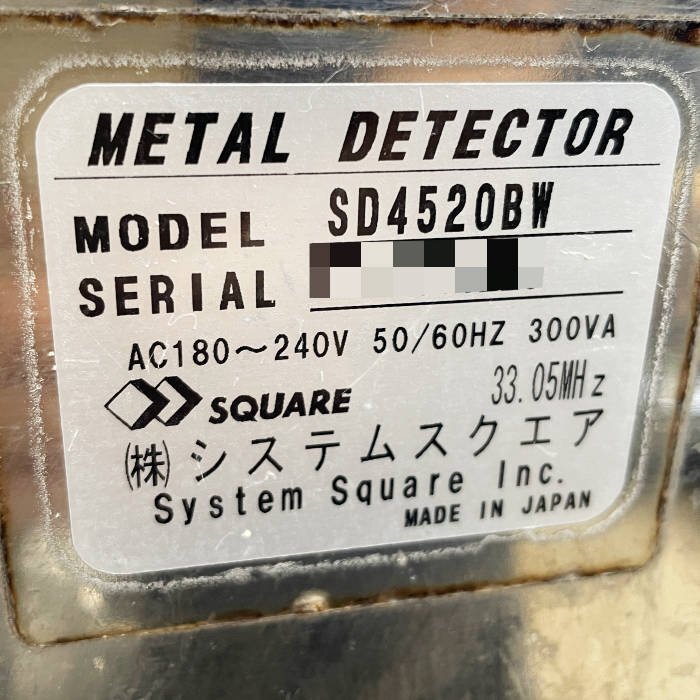 METAL DETECTOR
MODEL SD4520BW
SERIAL
AC180～240V 50/60HZ 300VA
33.05MHz
SQUARE
㈱システムスクエア
System Square Inc.
MADE IN JAPAN